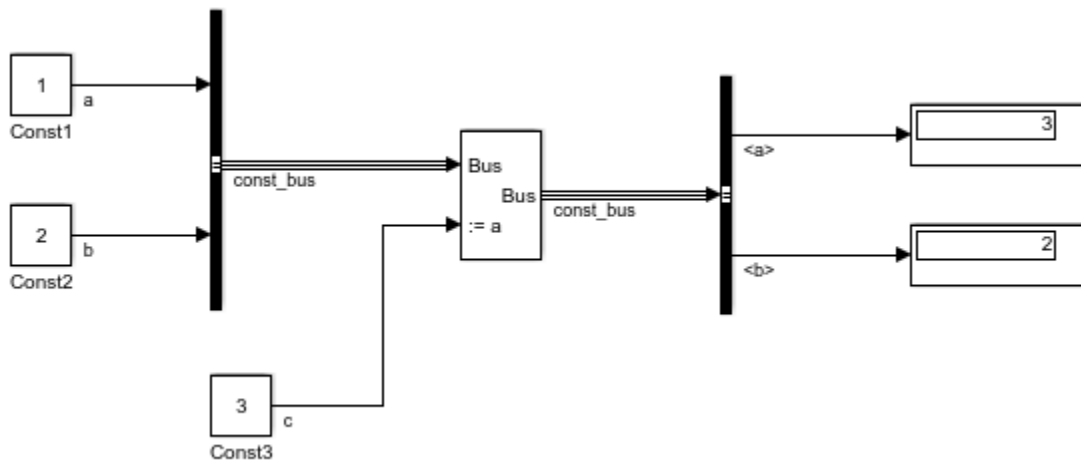 1
a
Const1
2
b
Const2
const_bus
Bus
Bus
:= a
const_bus
3
c
Const3
<a>
3
<b>
2